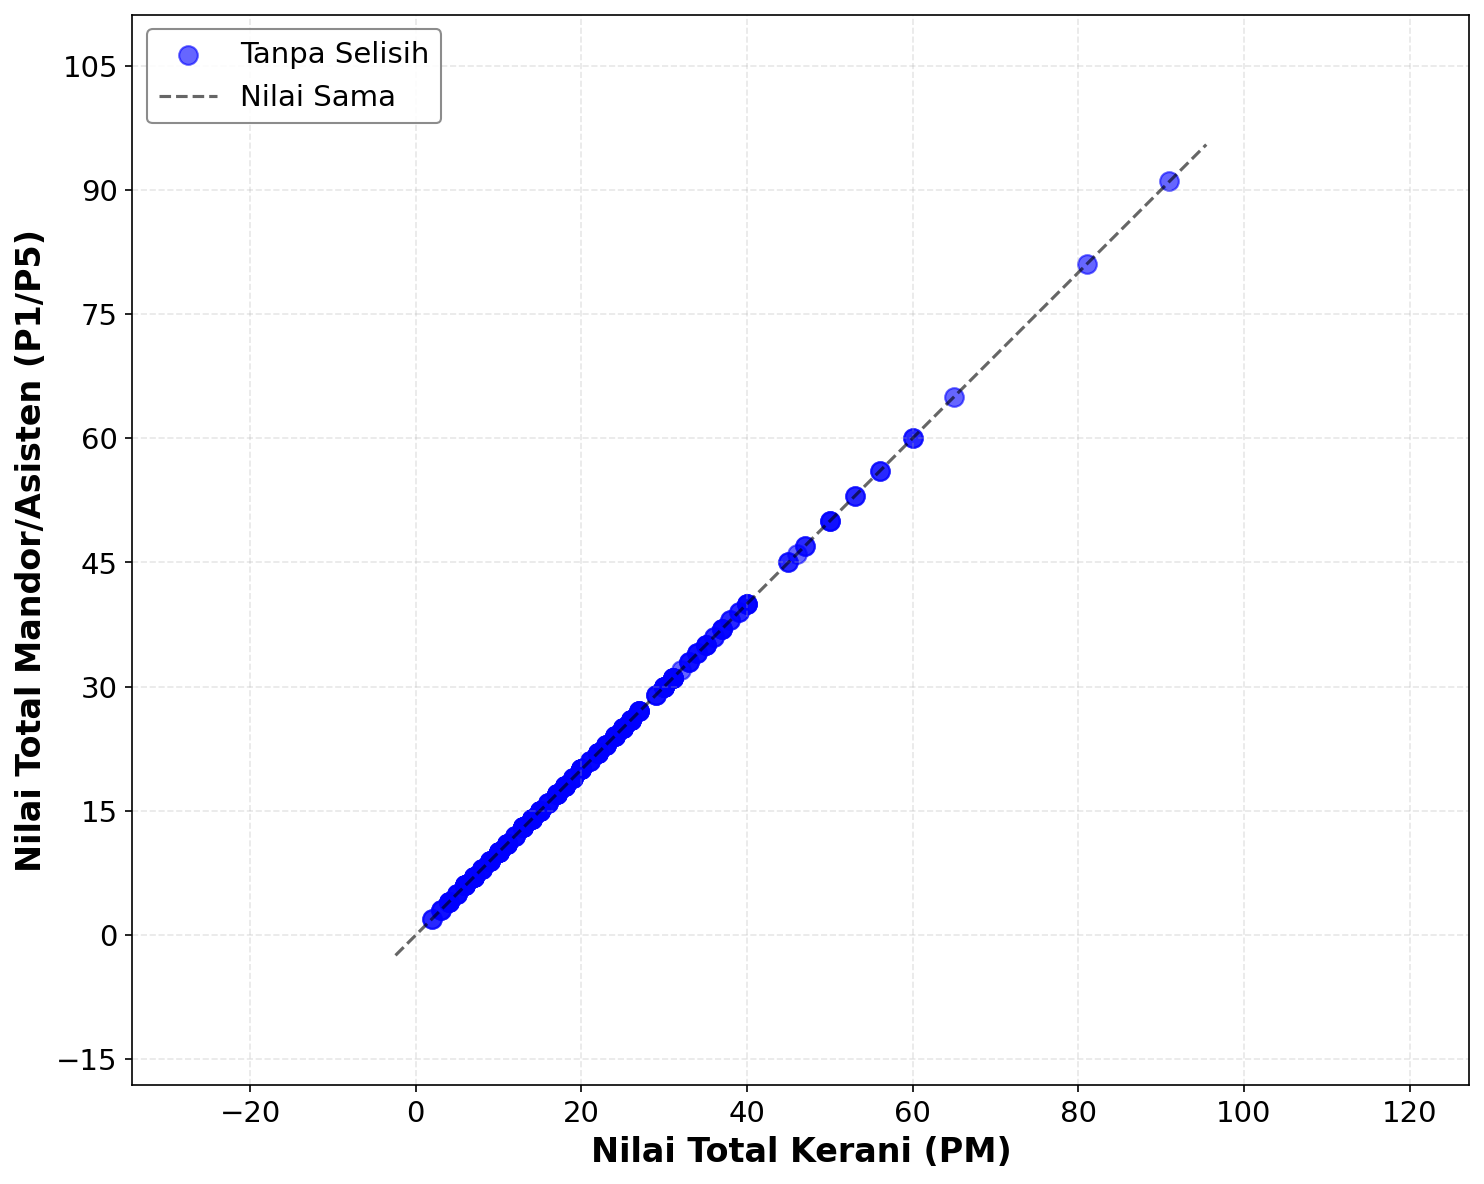 Tanpa Selisih
Nilai Sama
105
90
75
60
45
30
15
0
−15
Nilai Total Mandor/Asisten (P1/P5)
−20 0 20 40 60 80 100 120
Nilai Total Kerani (PM)